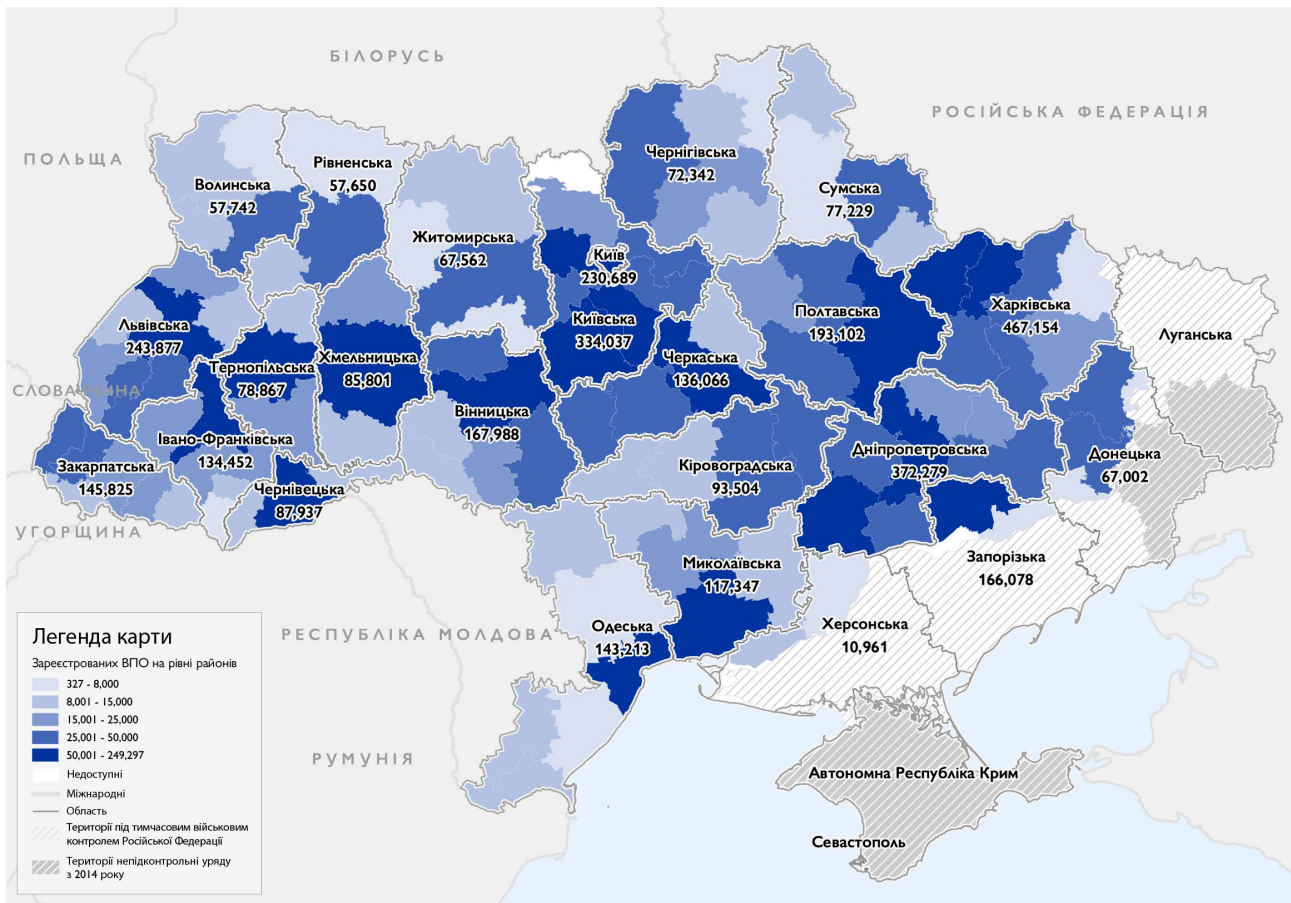 БІЛОРУСЬ
РОСІЙСЬКА ФЕДЕРАЦІЯ
ПОЛЬЩА
Чернігівська
72,342
Рівненська
57,650
Волинська
57,742
Сумська
77,229
Житомирська
67,562
Київ
230,689
Харківська
467,154
Полтавська
193,102
Київська
334,037
Львівська
243,877
Луганська
Черкаська
136,066
Хмельницька
85,801
Тернопільська
78,867
СЛОВАЧЧИНА
Вінницька
167,988
Івано-Франківська
134,452
Дніпропетровська
372,279
Донецька
67,002
Закарпатська
145,825
Кіровоградська
93,504
Чернівецька
87,937
УГОРЩИНА
Запорізька
166,078
Миколаївська
117,347
Одеська
143,213
Херсонська
10,961
РЕСПУБЛІКА МОЛДОВА
РУМУНІЯ
Автономна Республіка Крим
Севастополь
Легенда карти
Зареєстрованих ВПО на рівні районів
327 - 8,000
8,001 - 15,000
15,001 - 25,000
25,001 - 50,000
50,001 - 249,297
Недоступні
Міжнародні
Область
Території під тимчасовим військовим
контролем Російської Федерації
Території непідконтрольні уряду
з 2014 року